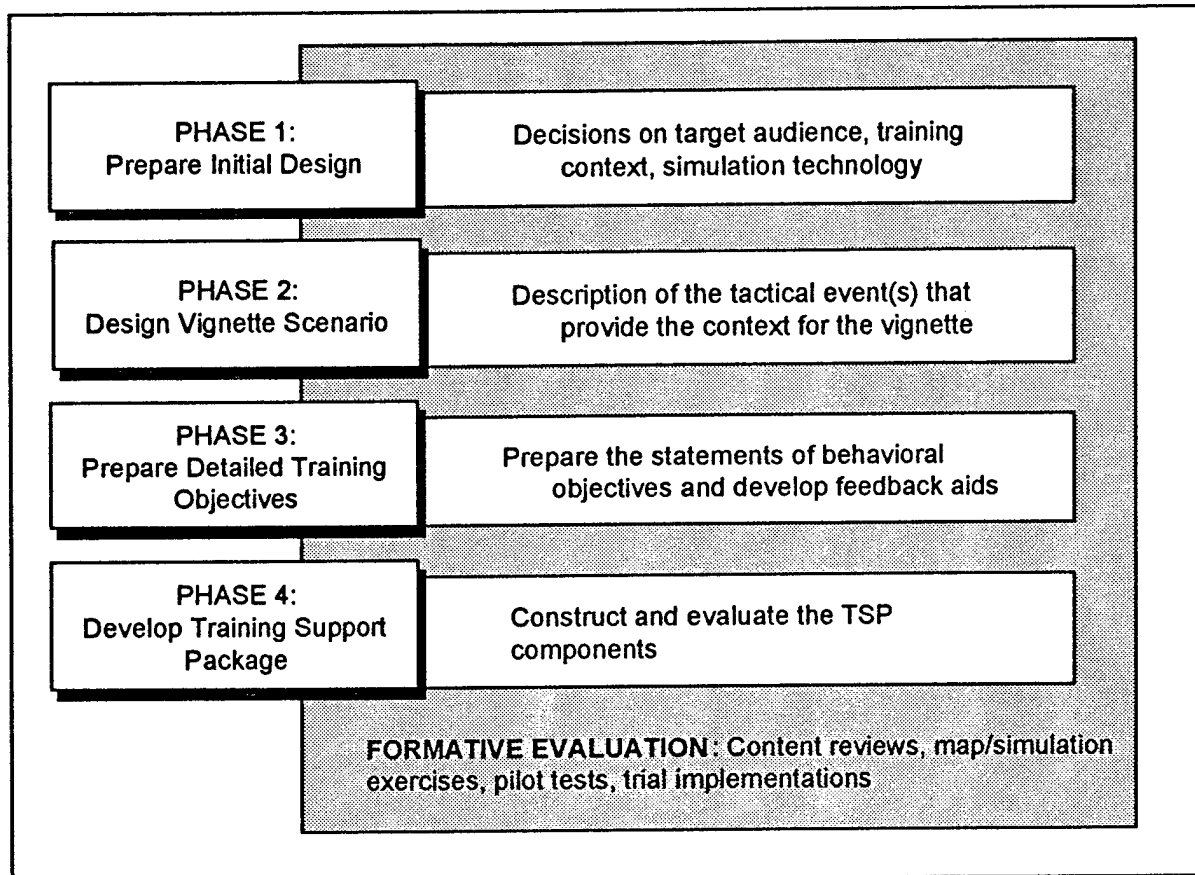 PHASE 1:
Prepare Initial Design
Decisions on target audience, training
context, simulation technology
PHASE 2:
Design Vignette Scenario
Description of the tactical event(s) that
provide the context for the vignette
PHASE 3:
Prepare Detailed Training
Objectives
Prepare the statements of behavioral
objectives and develop feedback aids
PHASE 4:
Develop Training Support
Package
Construct and evaluate the TSP
components
FORMATIVE EVALUATION: Content reviews, map/simulation
exercises, pilot tests, trial implementations